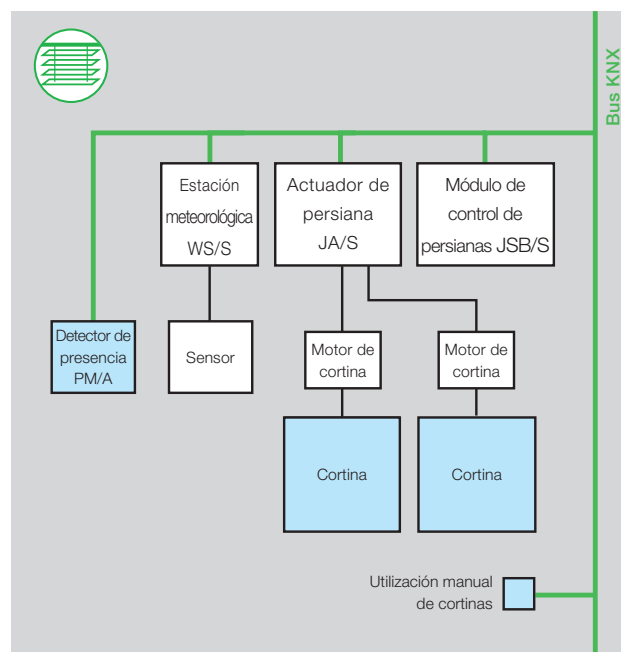 Bus KNX
Estación
meteorológica
WS/S
Actuador de
persiana
JA/S
Módulo de
control de
persianas JSB/S
Detector de
presencia
PM/A
Sensor
Motor de
cortina
Motor de
cortina
Cortina
Cortina
Utilización manual
de cortinas